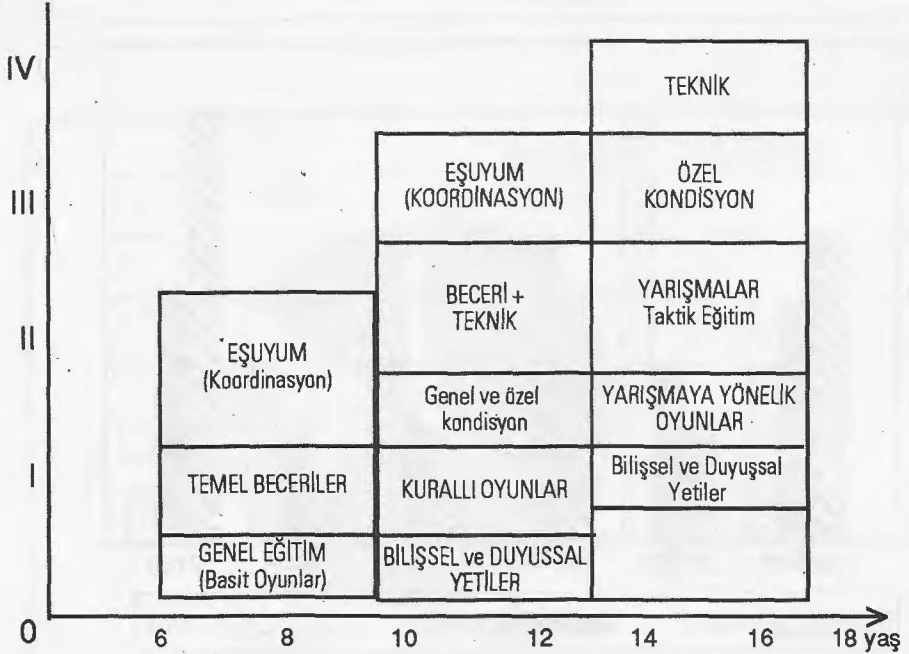 IV
III
II
I
0
EŞUYUM
(Koordinasyon)
TEMEL BECERİLER
GENEL EĞİTİM
(Basit Oyunlar)
EŞUYUM
(KOORDİNASYON)
BECERİ +
TEKNİK
Genel ve özel
kondisyon
KURALLI OYUNLAR
BİLİŞSEL ve DUYUSSAL
YETİLER
TEKNİK
ÖZEL
KONDİSYON
YARIŞMALAR
Taktik Eğitim
YARIŞMAYA YÖNELİK
OYUNLAR
Bilişsel ve Duyuşsal
Yetiler
6 8 10 12 14 16 18 yaş